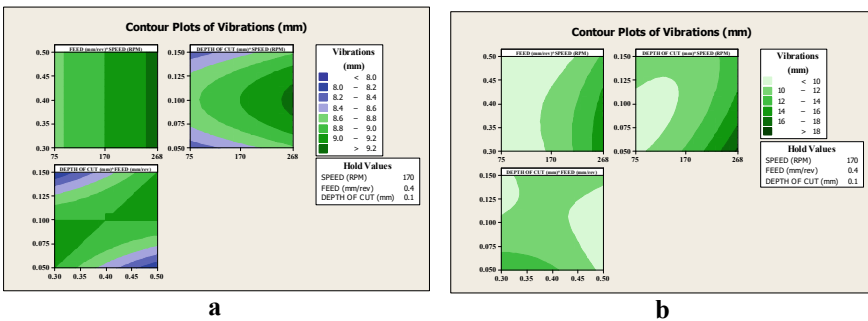 Contour Plots of Vibrations (mm)
FEED (mm/rev)*SPEED (RPM)
0.50
0.45
0.40
0.35
0.30
75
170
268
DEPTH OF CUT (mm)*SPEED (RPM)
0.150
0.125
0.100
0.075
0.050
75
170
268
Vibrations
(mm)
< 8.0
8.0 – 8.2
8.2 – 8.4
8.4 – 8.6
8.6 – 8.8
8.8 – 9.0
9.0 – 9.2
> 9.2
Hold Values
SPEED (RPM) 170
FEED (mm/rev) 0.4
DEPTH OF CUT (mm) 0.1
DEPTH OF CUT (mm)*FEED (mm/rev)
0.150
0.125
0.100
0.075
0.050
0.30 0.35 0.40 0.45 0.50
a
Contour Plots of Vibrations (mm)
FEED (mm/rev)*SPEED (RPM)
0.50
0.45
0.40
0.35
0.30
75
170
268
DEPTH OF CUT (mm)*SPEED (RPM)
0.150
0.125
0.100
0.075
0.050
75
170
268
Vibrations
(mm)
< 10
10 – 12
12 – 14
14 – 16
16 – 18
> 18
Hold Values
SPEED (RPM) 170
FEED (mm/rev) 0.4
DEPTH OF CUT (mm) 0.1
DEPTH OF CUT (mm)*FEED (mm/rev)
0.150
0.125
0.100
0.075
0.050
0.30 0.35 0.40 0.45 0.50
b